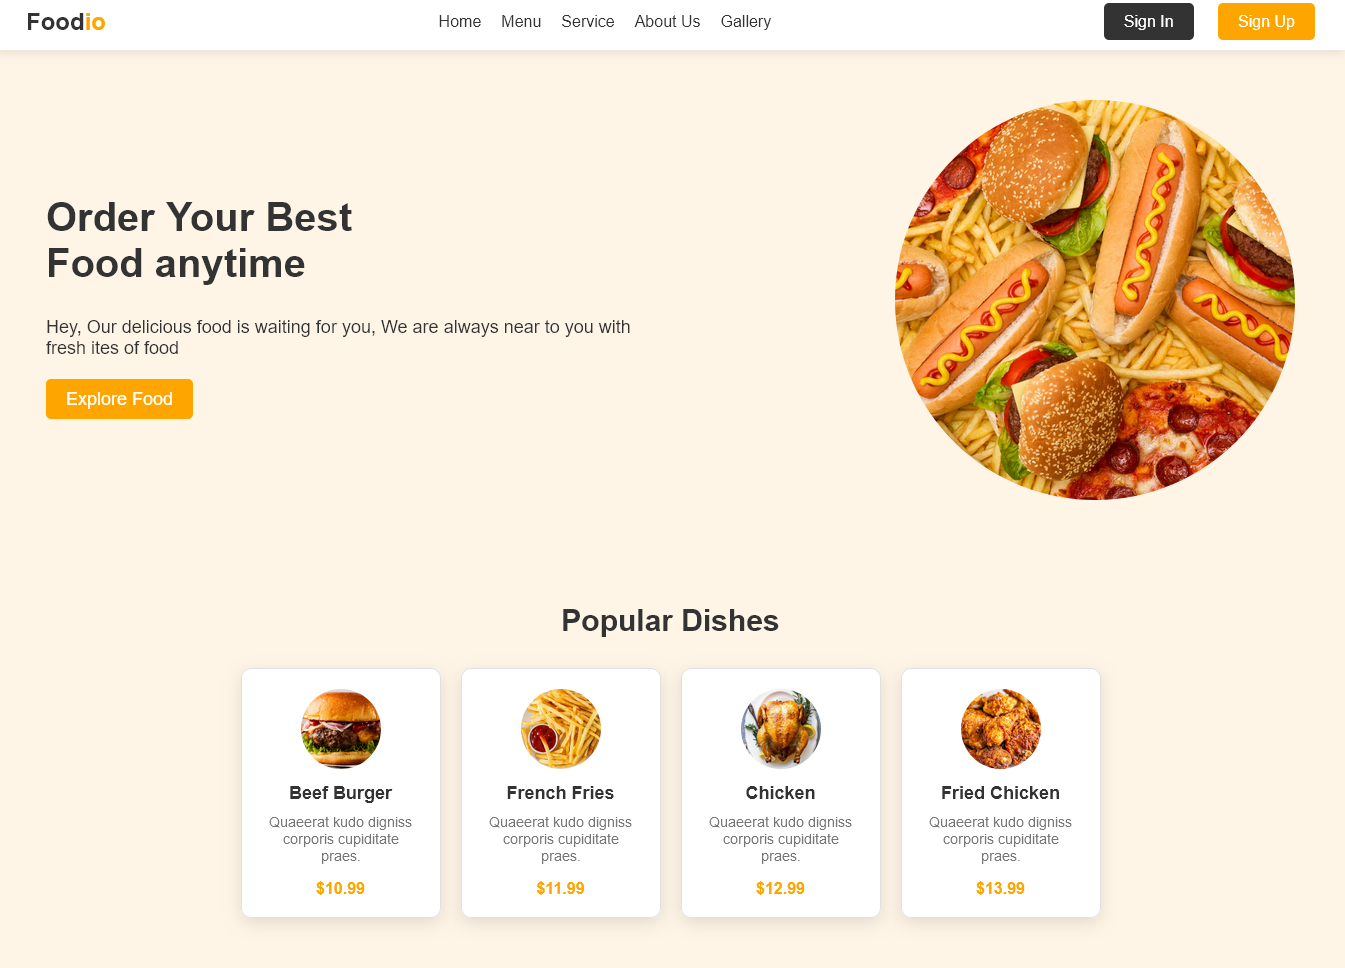 Foodio
Home Menu Service About Us Gallery
Sign In Sign Up
Order Your Best
Food anytime
Hey, Our delicious food is waiting for you, We are always near to you with
fresh ites of food
Explore Food
Popular Dishes
Beef Burger
Quaeerat kudo digniss
corporis cupiditate
praes.
$10.99
French Fries
Quaeerat kudo digniss
corporis cupiditate
praes.
$11.99
Chicken
Quaeerat kudo digniss
corporis cupiditate
praes.
$12.99
Fried Chicken
Quaeerat kudo digniss
corporis cupiditate
praes.
$13.99